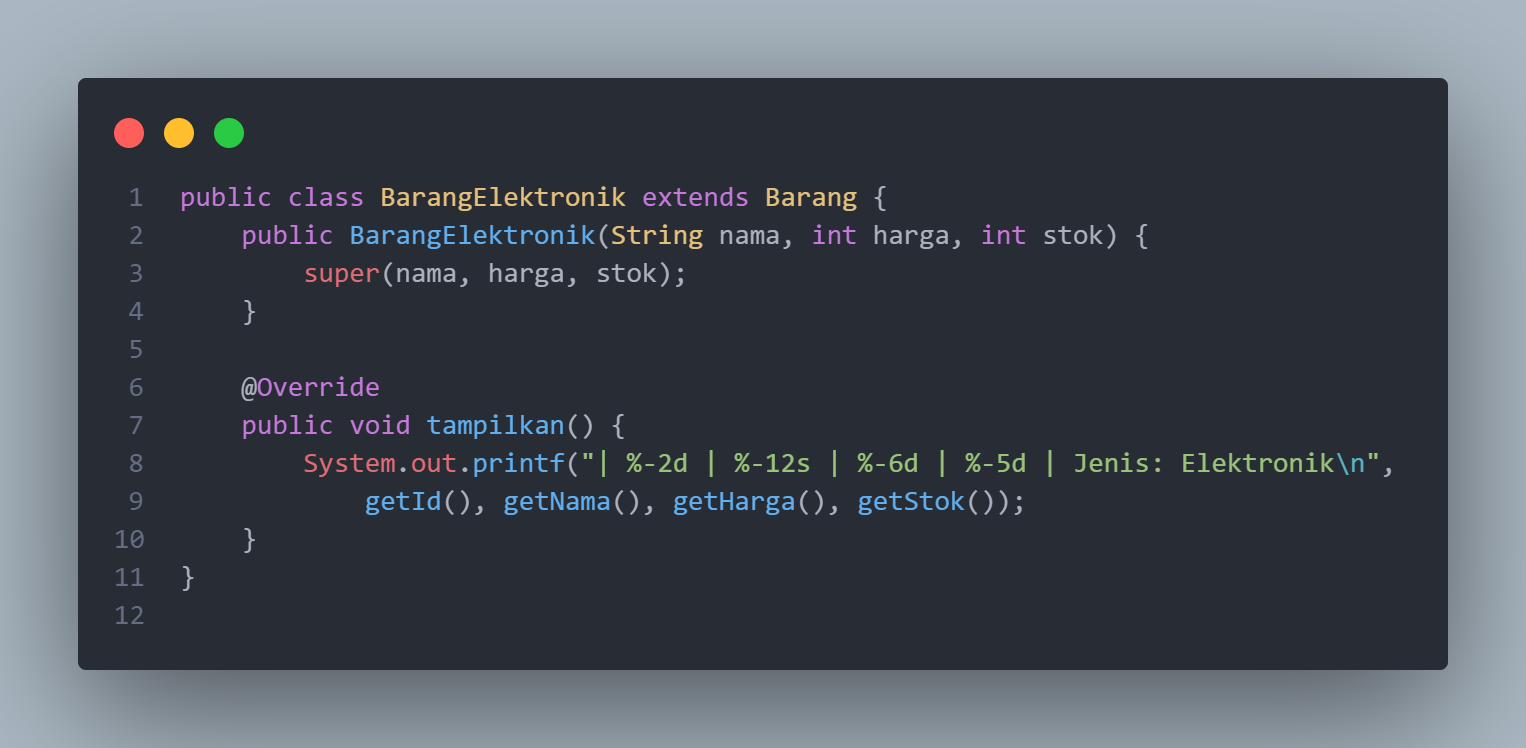 1 public class BarangElektronik extends Barang {
2     public BarangElektronik(String nama, int harga, int stok) {
3         super(nama, harga, stok);
4     }
5
6     @Override
7     public void tampilkan() {
8         System.out.printf("| %-2d | %-12s | %-6d | %-5d | Jenis: Elektronik\n",
9             getId(), getNama(), getHarga(), getStok());
10     }
11 }
12